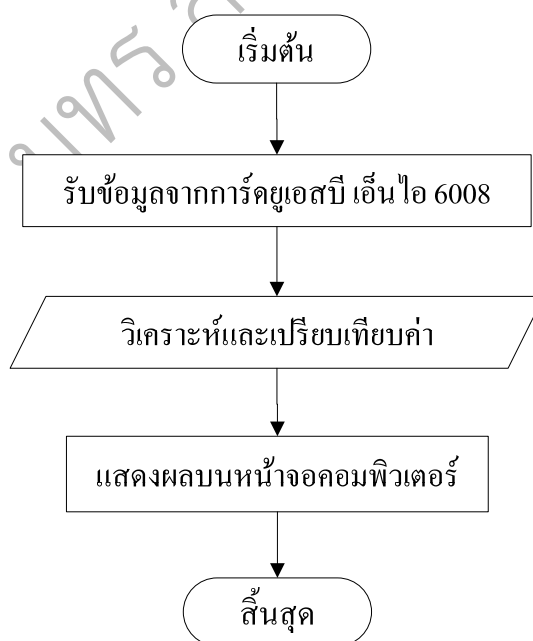 เริ่มต้น
รับข้อมูลจากการ์ดยูเอสบี เอ็นไอ 6008
วิเคราะห์และเปรียบเทียบค่า
แสดงผลบนหน้าจอคอมพิวเตอร์
สิ้นสุด